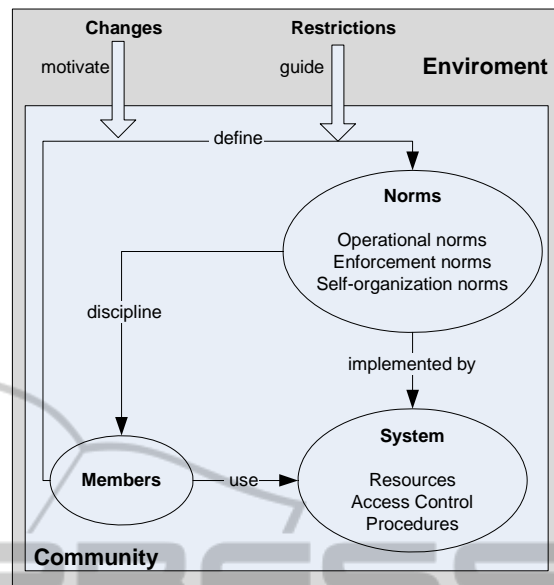 Changes
Restrictions
motivate
guide
Enviroment
define
Norms
Operational norms
Enforcement norms
Self-organization norms
discipline
implemented by
System
Members
use
Resources
Access Control
Procedures
Community